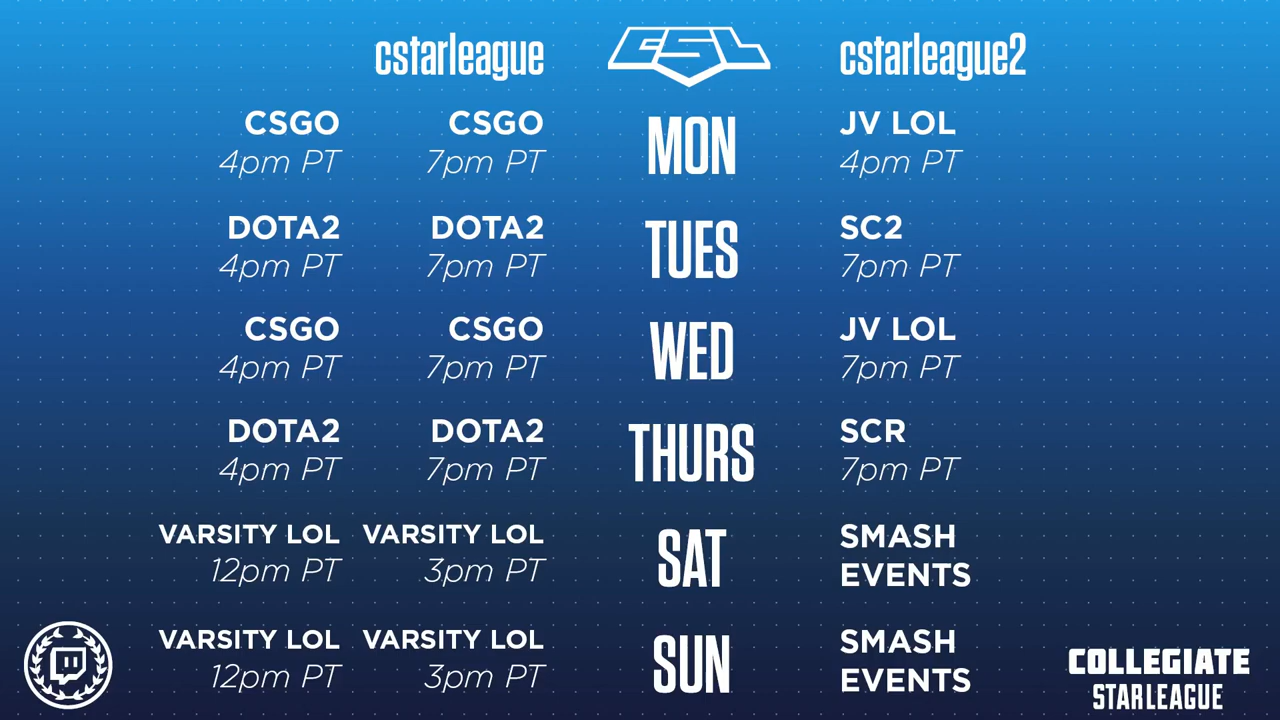 cstarleague CSL cstarleague2
CSGO CSGO MON JV LOL
4pm PT 7pm PT 4pm PT
DOTA2 DOTA2 TUES SC2
4pm PT 7pm PT 7pm PT
CSGO CSGO WED JV LOL
4pm PT 7pm PT 7pm PT
DOTA2 DOTA2 THURS SCR
4pm PT 7pm PT 7pm PT
VARSITY LOL VARSITY LOL SAT SMASH
12pm PT 3pm PT EVENTS
VARSITY LOL VARSITY LOL SUN SMASH
12pm PT 3pm PT EVENTS
COLLEGIATE
STARLEAGUE